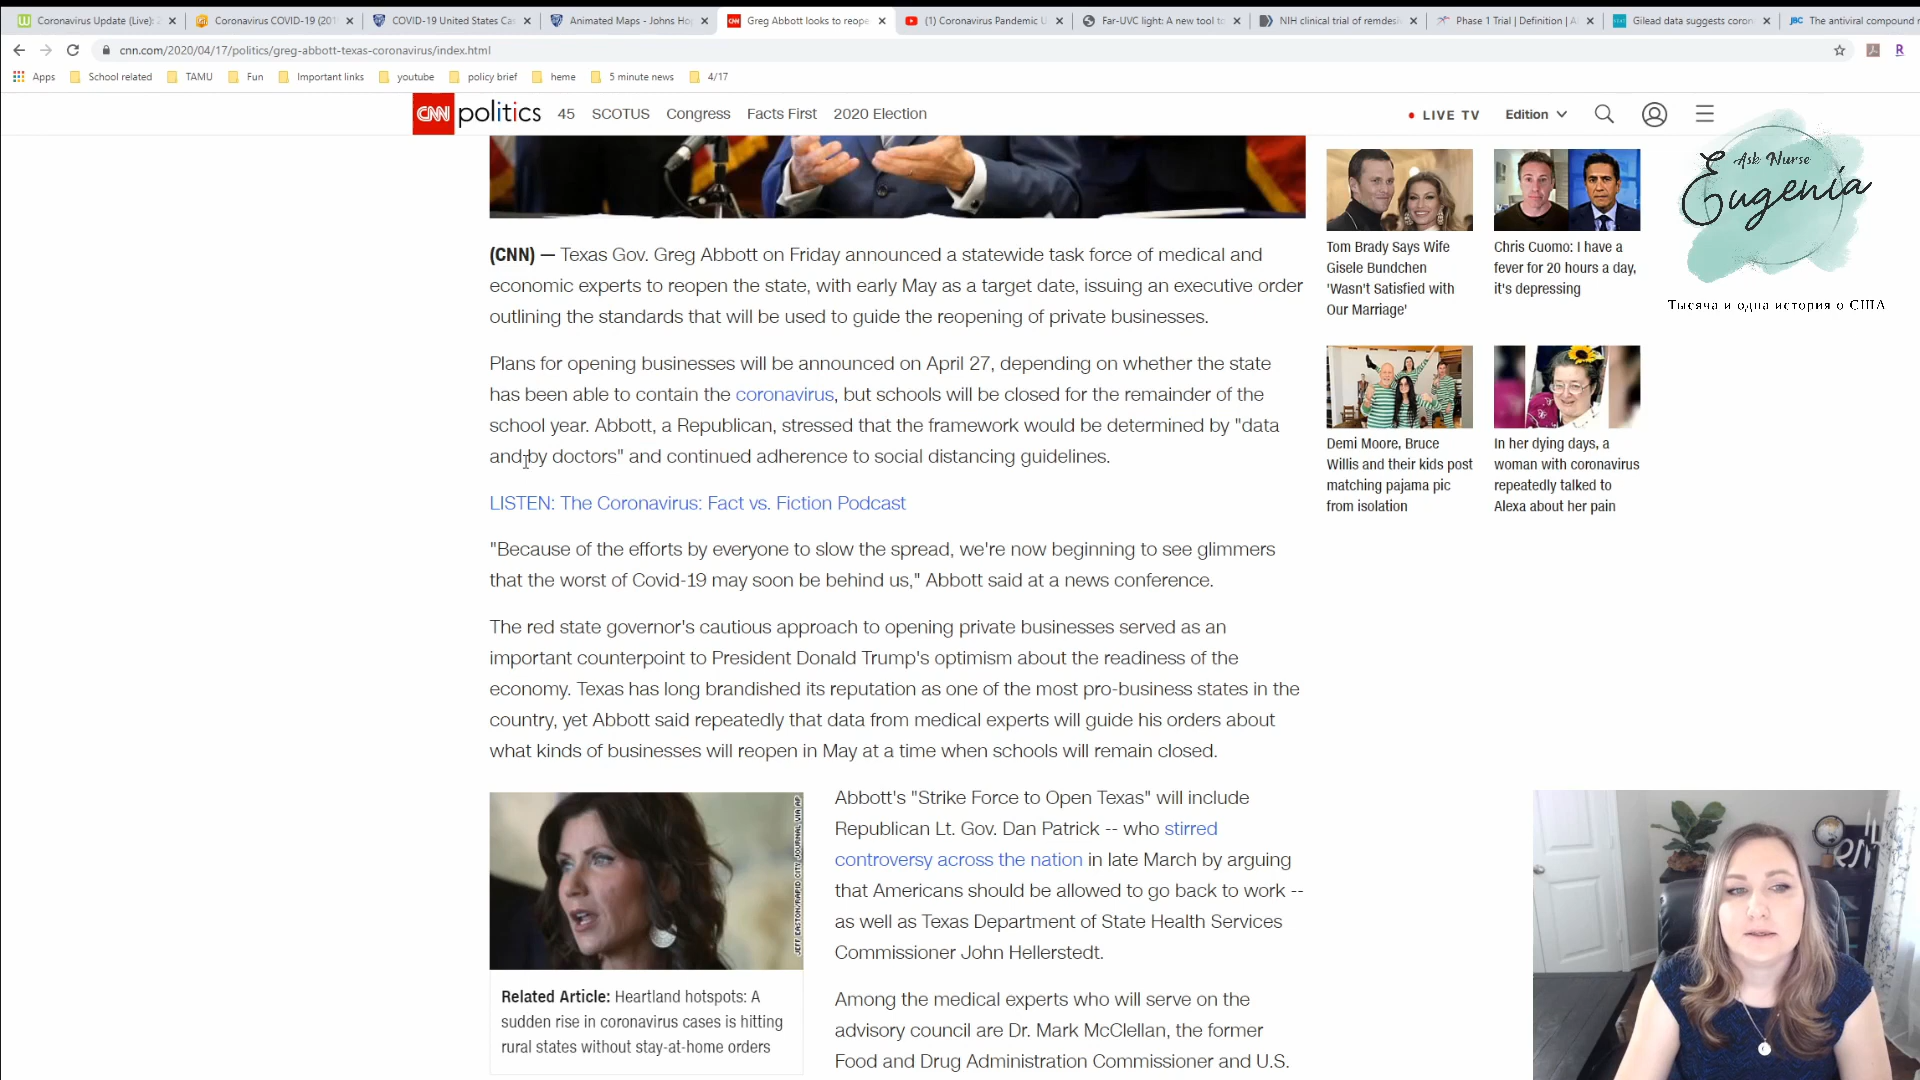 Coronavirus Update (Live):
Coronavirus COVID-19 (201
COVID-19 United States Ca
Animated Maps - Johns Ho
Greg Abbott looks to reope
(1) Coronavirus Pandemic U
Far-UVC light: A new tool to
NIH clinical trial of remdesi
Phase 1 Trial | Definition | A
Gilead data suggests coron
JBC The antiviral compound r
cnn.com/2020/04/17/politics/greg-abbott-texas-coronavirus/index.html
Apps School related TAMU Fun Important links youtube policy brief heme 5 minute news 4/17
CNN politics 45 SCOTUS Congress Facts First 2020 Election LIVE TV Edition
Ask Nurse
Eugenia
Тысяча и одна история о США
(CNN) — Texas Gov. Greg Abbott on Friday announced a statewide task force of medical and
economic experts to reopen the state, with early May as a target date, issuing an executive order
outlining the standards that will be used to guide the reopening of private businesses.
Plans for opening businesses will be announced on April 27, depending on whether the state
has been able to contain the coronavirus, but schools will be closed for the remainder of the
school year. Abbott, a Republican, stressed that the framework would be determined by "data
and by doctors" and continued adherence to social distancing guidelines.
LISTEN: The Coronavirus: Fact vs. Fiction Podcast
"Because of the efforts by everyone to slow the spread, we're now beginning to see glimmers
that the worst of Covid-19 may soon be behind us," Abbott said at a news conference.
The red state governor's cautious approach to opening private businesses served as an
important counterpoint to President Donald Trump's optimism about the readiness of the
economy. Texas has long brandished its reputation as one of the most pro-business states in the
country, yet Abbott said repeatedly that data from medical experts will guide his orders about
what kinds of businesses will reopen in May at a time when schools will remain closed.
JEFF EASTON/RAPID CITY JOURNAL VIA AP
Related Article: Heartland hotspots: A
sudden rise in coronavirus cases is hitting
rural states without stay-at-home orders
Abbott's "Strike Force to Open Texas" will include
Republican Lt. Gov. Dan Patrick -- who stirred
controversy across the nation in late March by arguing
that Americans should be allowed to go back to work --
as well as Texas Department of State Health Services
Commissioner John Hellerstedt.
Among the medical experts who will serve on the
advisory council are Dr. Mark McClellan, the former
Food and Drug Administration Commissioner and U.S.
Tom Brady Says Wife
Gisele Bundchen
'Wasn't Satisfied with
Our Marriage'
Chris Cuomo: I have a
fever for 20 hours a day,
it's depressing
Demi Moore, Bruce
Willis and their kids post
matching pajama pic
from isolation
In her dying days, a
woman with coronavirus
repeatedly talked to
Alexa about her pain